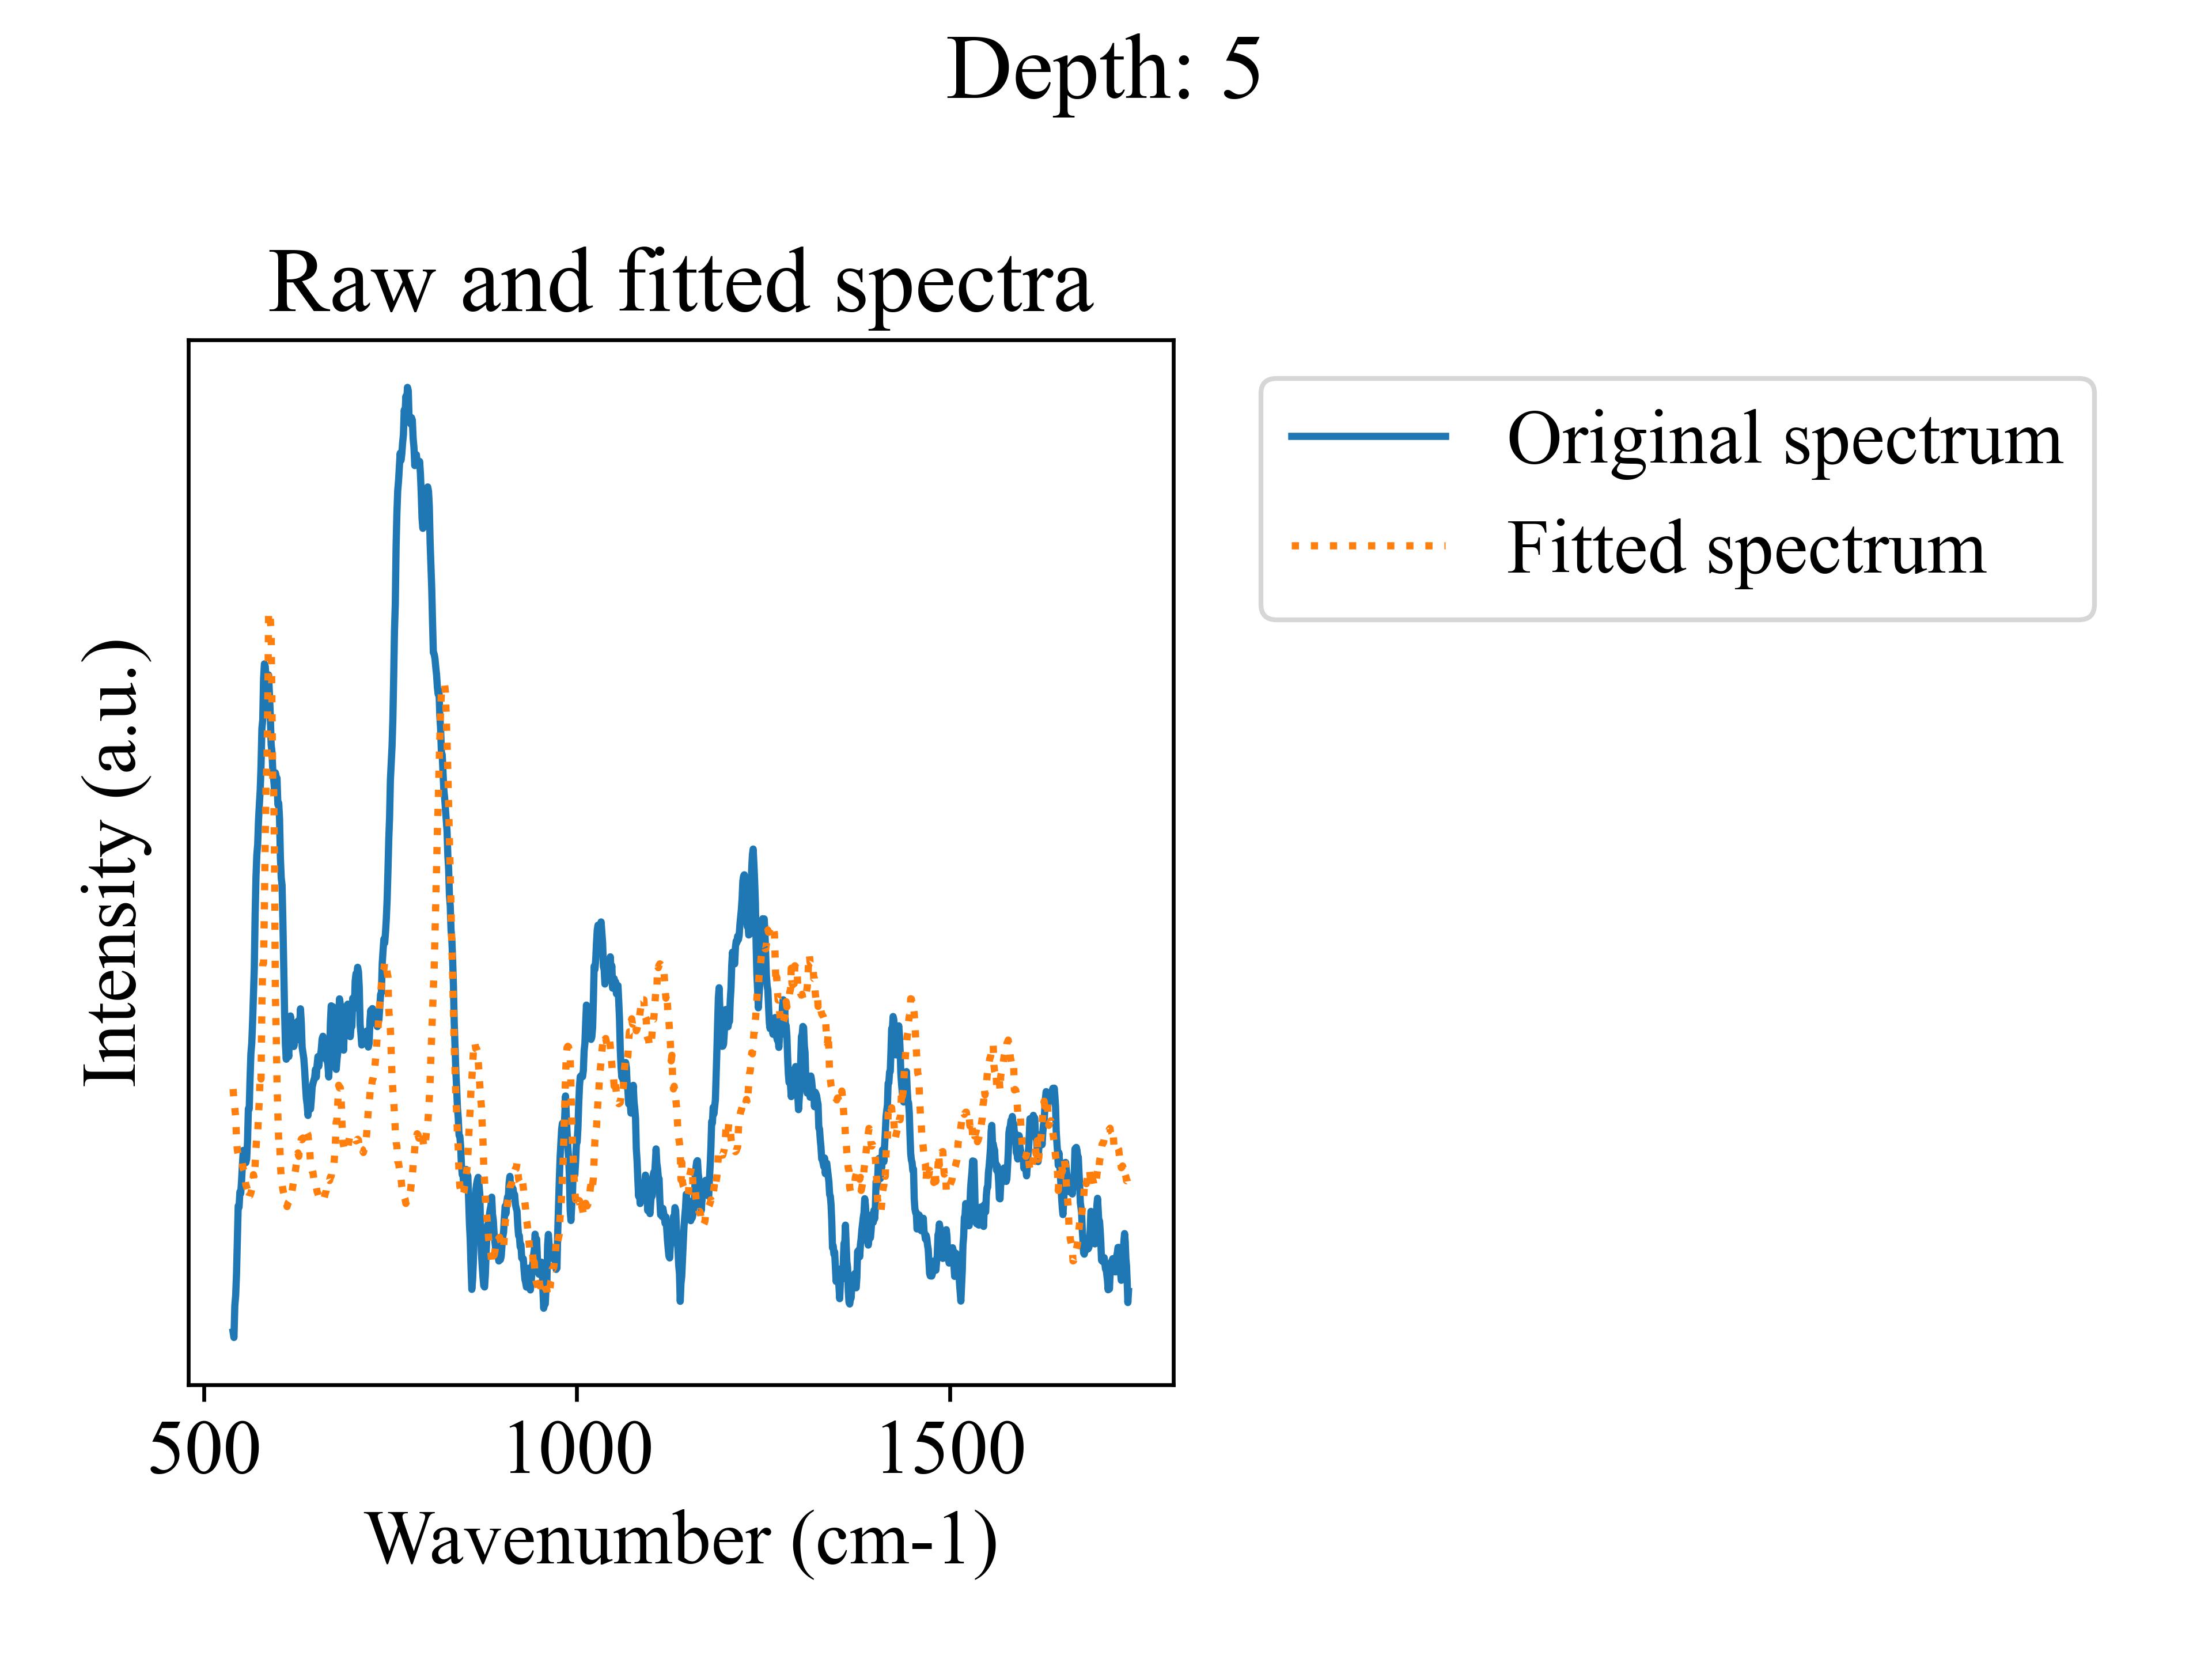 Depth: 5
Raw and fitted spectra
Original spectrum
Fitted spectrum
Intensity (a.u.)
500 1000 1500
Wavenumber (cm-1)